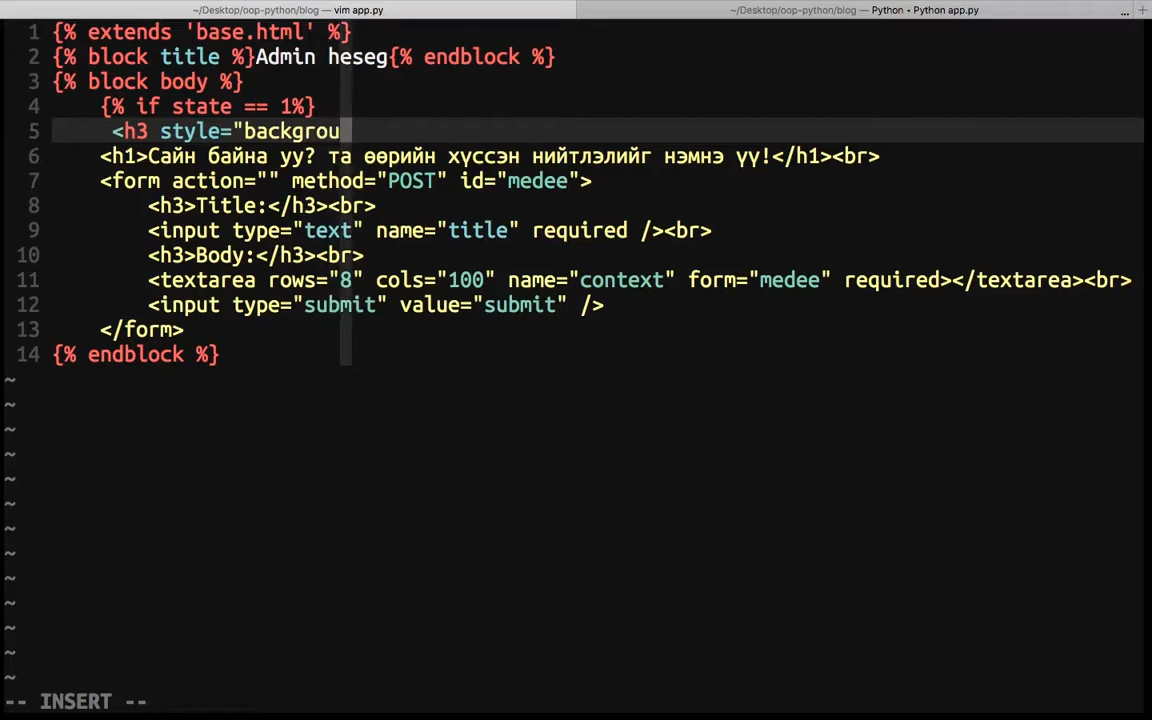 ~/Desktop/oop-python/blog — vim app.py
~/Desktop/oop-python/blog — Python • Python app.py
... +
1 {% extends 'base.html' %}
2 {% block title %}Admin heseg{% endblock %}
3 {% block body %}
4     {% if state == 1%}
5      <h3 style="backgrou
6     <h1>Сайн байна уу? та өөрийн хүссэн нийтлэлийг нэмнэ үү!</h1><br>
7     <form action="" method="POST" id="medee">
8         <h3>Title:</h3><br>
9         <input type="text" name="title" required /><br>
10         <h3>Body:</h3><br>
11         <textarea rows="8" cols="100" name="context" form="medee" required></textarea><br>
12         <input type="submit" value="submit" />
13     </form>
14 {% endblock %}
~
~
~
~
~
~
~
~
~
~
~
~
~
-- INSERT --